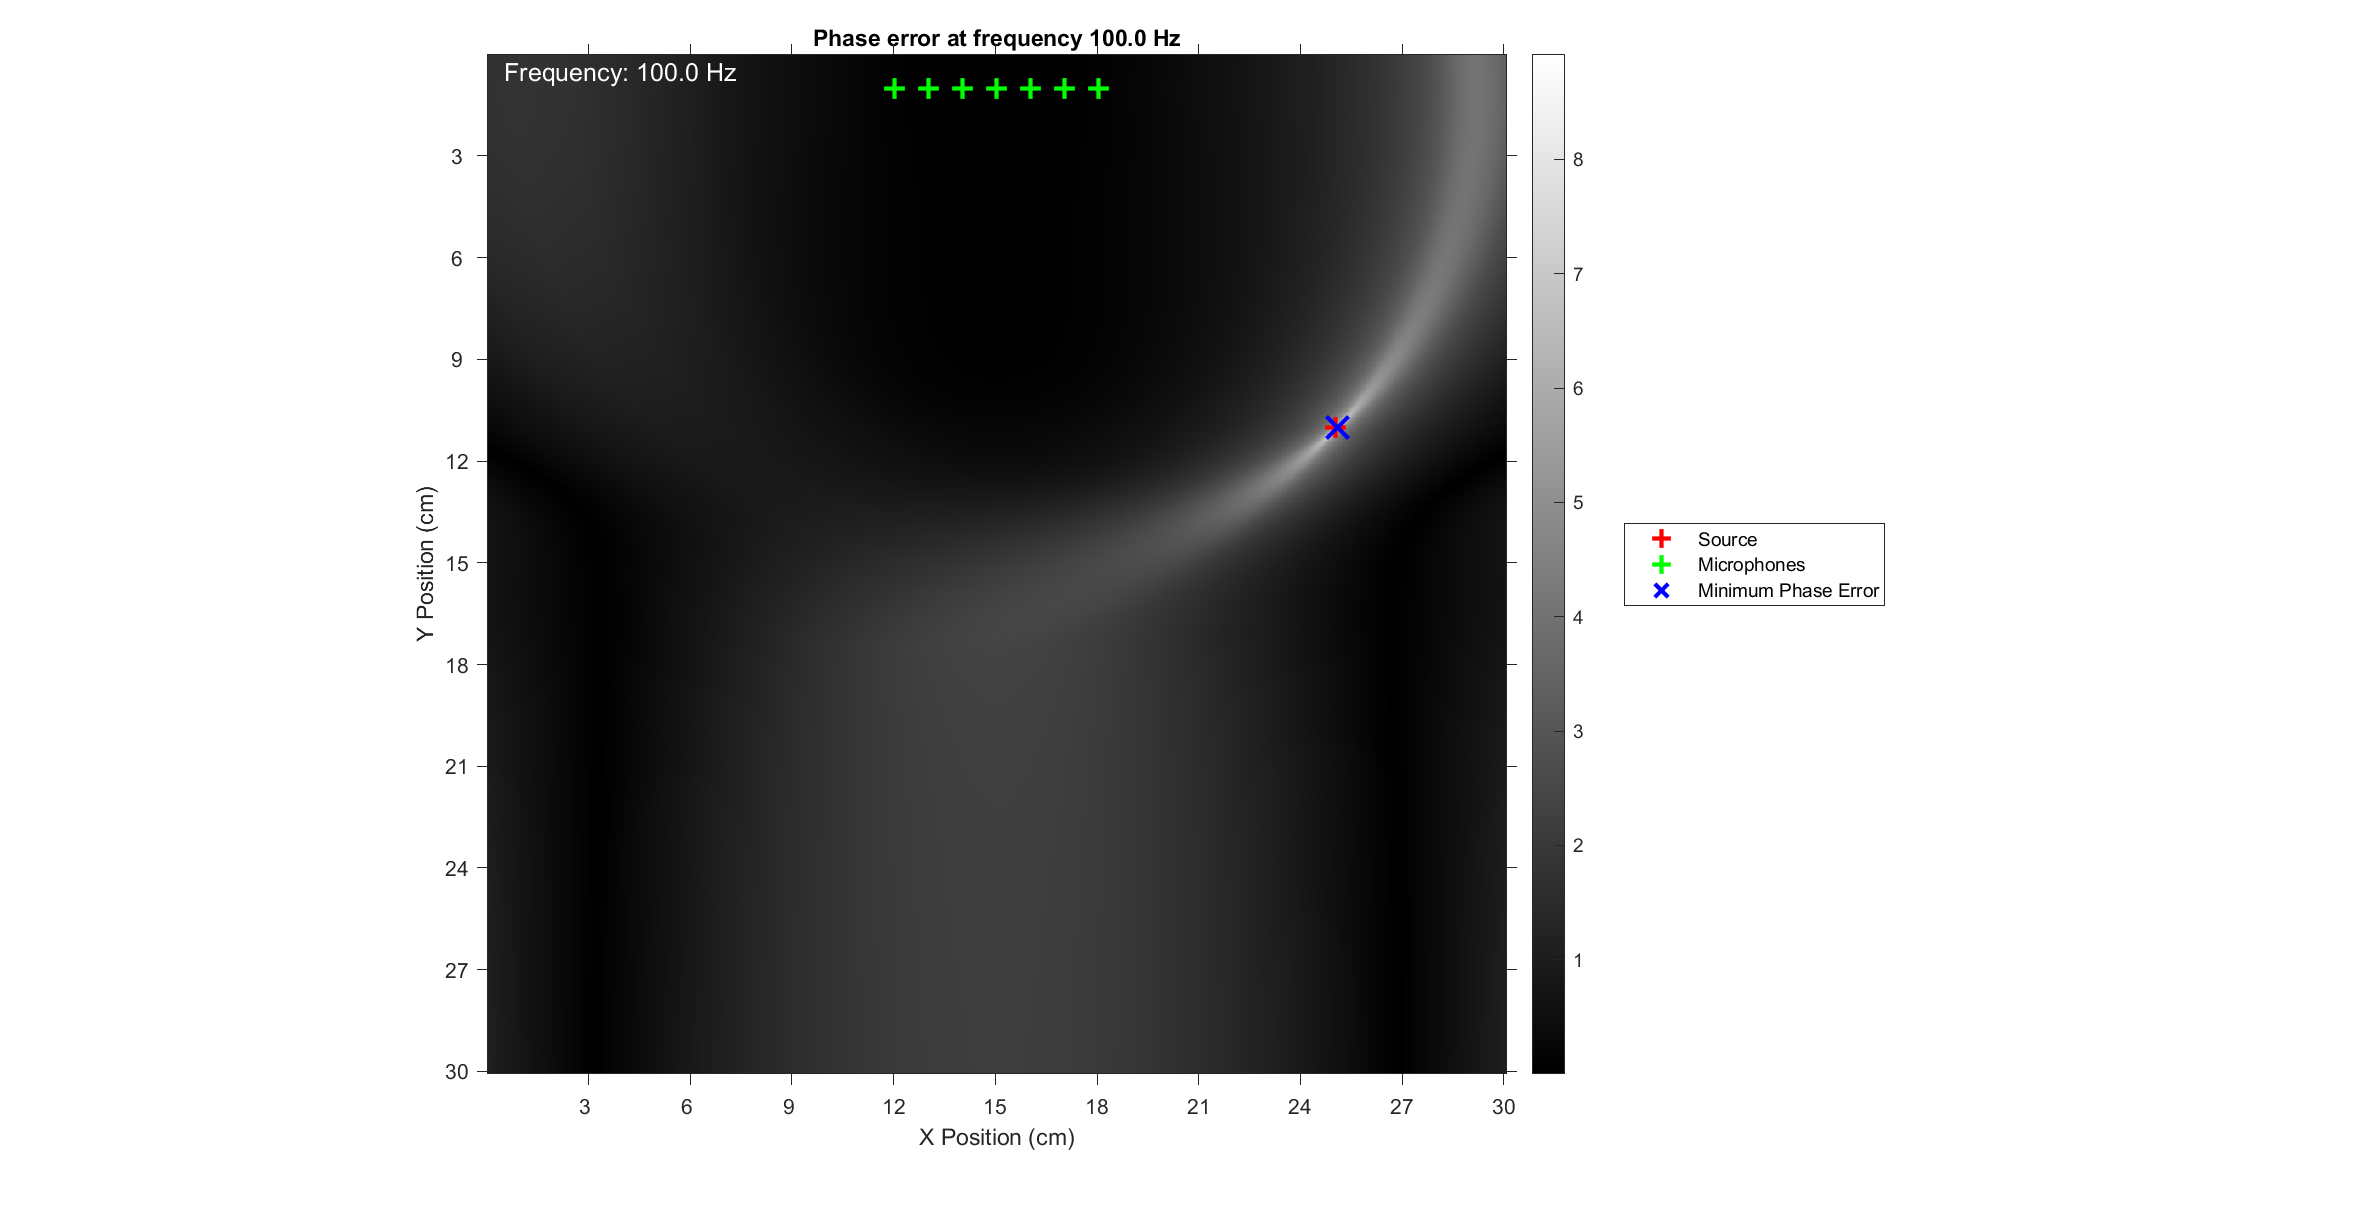 Phase error at frequency 100.0 Hz
Frequency: 100.0 Hz
3
6
9
12
15
18
21
24
27
30
Y Position (cm)
3 6 9 12 15 18 21 24 27 30
X Position (cm)
8
7
6
5
4
3
2
1
Source
Microphones
Minimum Phase Error